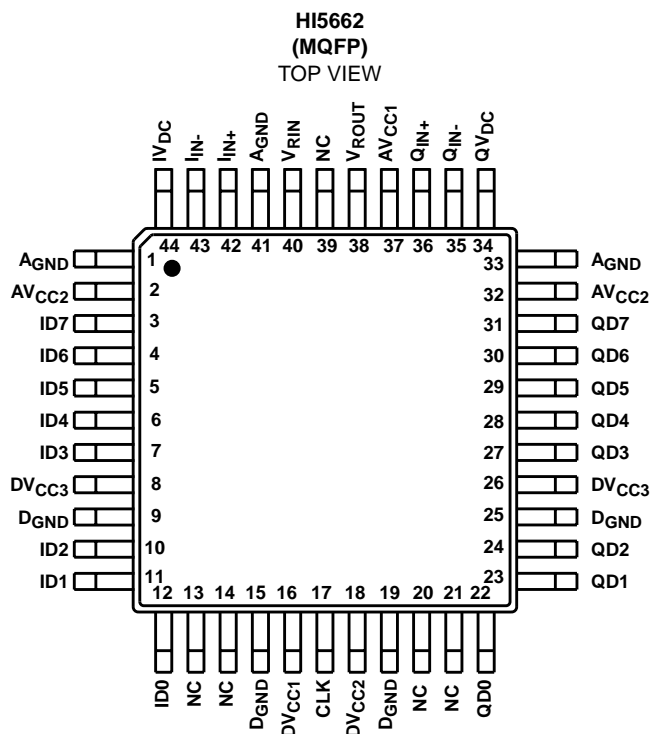 HI5662
(MQFP)
TOP VIEW
IVDC
IIN-
IIN+
AGND
VRIN
NC
VROUT
AVCC1
QIN+
QIN-
QVDC
44 43 42 41 40 39 38 37 36 35 34
AGND 1 33 AGND
AVCC2 2 32 AVCC2
ID7 3 31 QD7
ID6 4 30 QD6
ID5 5 29 QD5
ID4 6 28 QD4
ID3 7 27 QD3
DVCC3 8 26 DVCC3
DGND 9 25 DGND
ID2 10 24 QD2
ID1 11 23 QD1
12 13 14 15 16 17 18 19 20 21 22
ID0
NC
NC
DGND
DVCC1
CLK
DVCC2
DGND
NC
NC
QD0